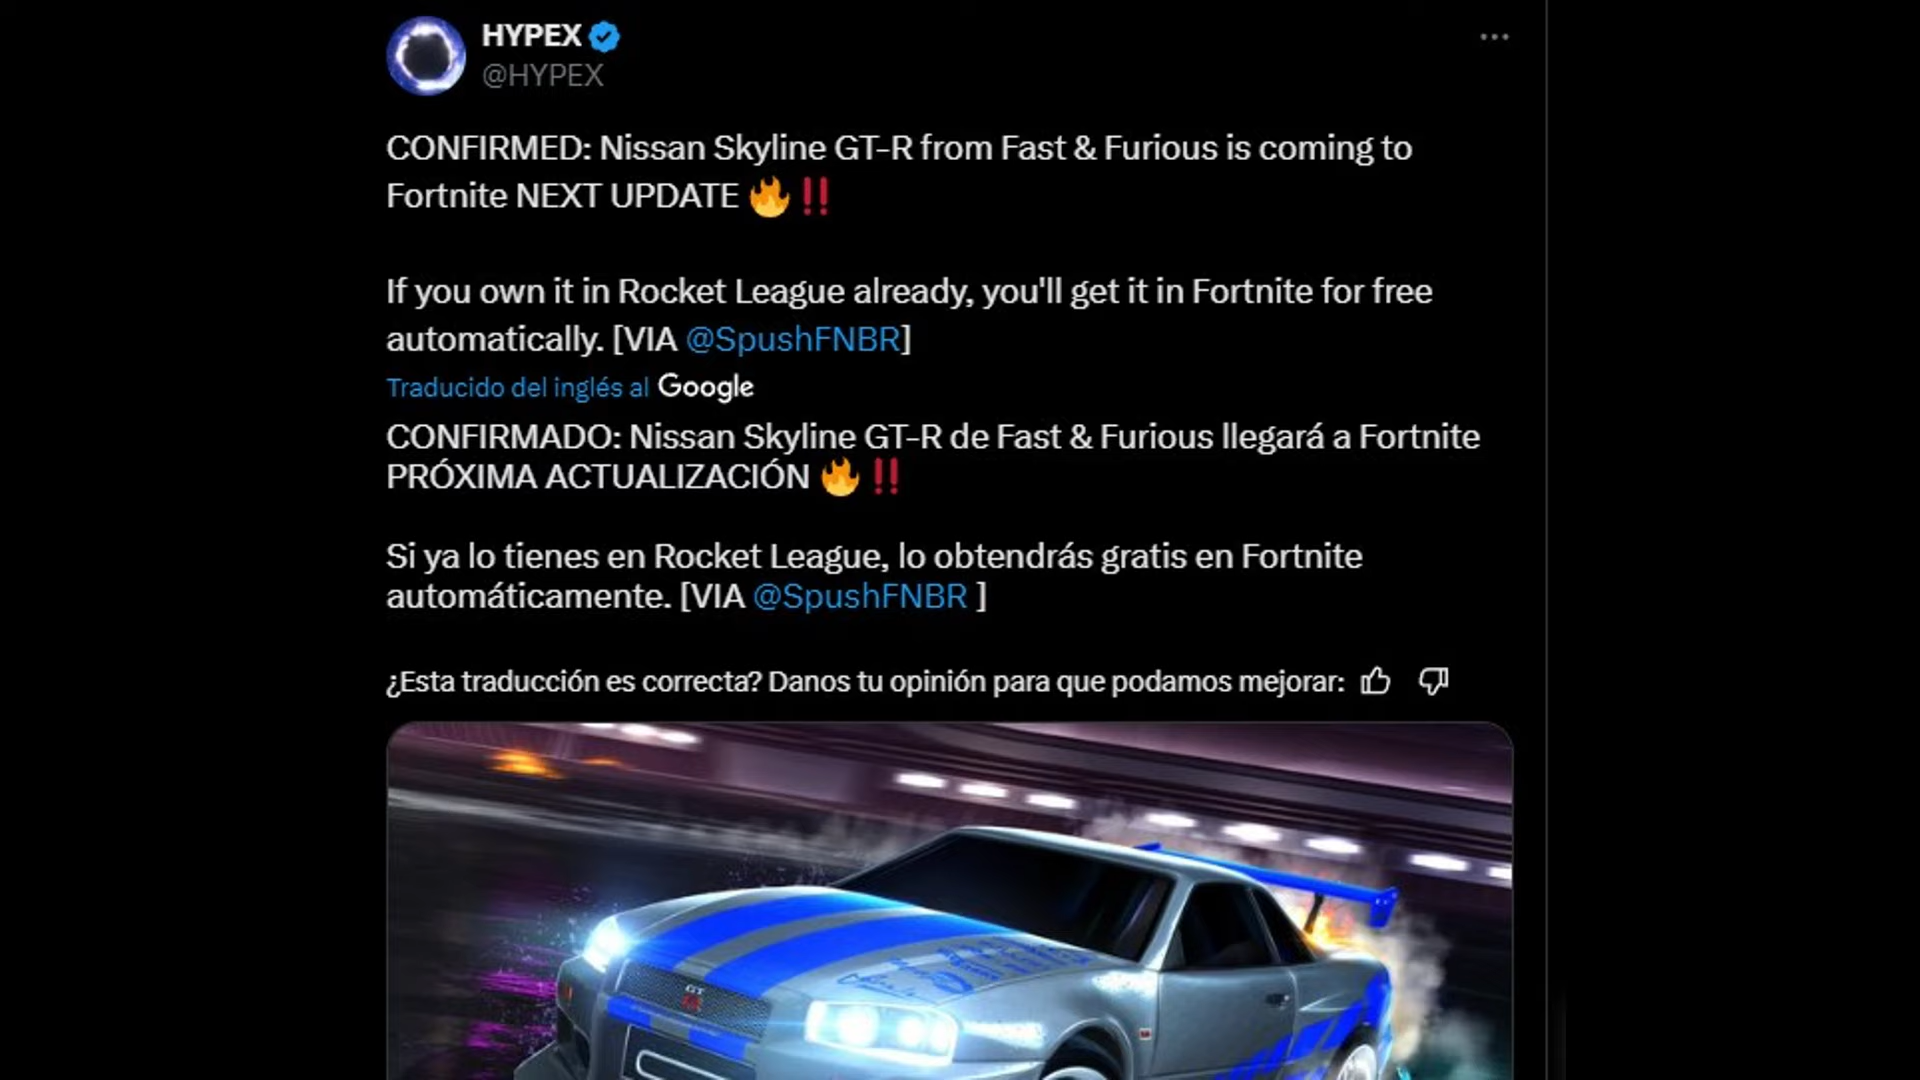 HYPEX
@HYPEX
CONFIRMED: Nissan Skyline GT-R from Fast & Furious is coming to
Fortnite NEXT UPDATE 🔥‼️
If you own it in Rocket League already, you'll get it in Fortnite for free
automatically. [VIA @SpushFNBR]
Traducido del inglés al Google
CONFIRMADO: Nissan Skyline GT-R de Fast & Furious llegará a Fortnite
PRÓXIMA ACTUALIZACIÓN 🔥‼️
Si ya lo tienes en Rocket League, lo obtendrás gratis en Fortnite
automáticamente. [VIA @SpushFNBR ]
¿Esta traducción es correcta? Danos tu opinión para que podamos mejorar:
GT